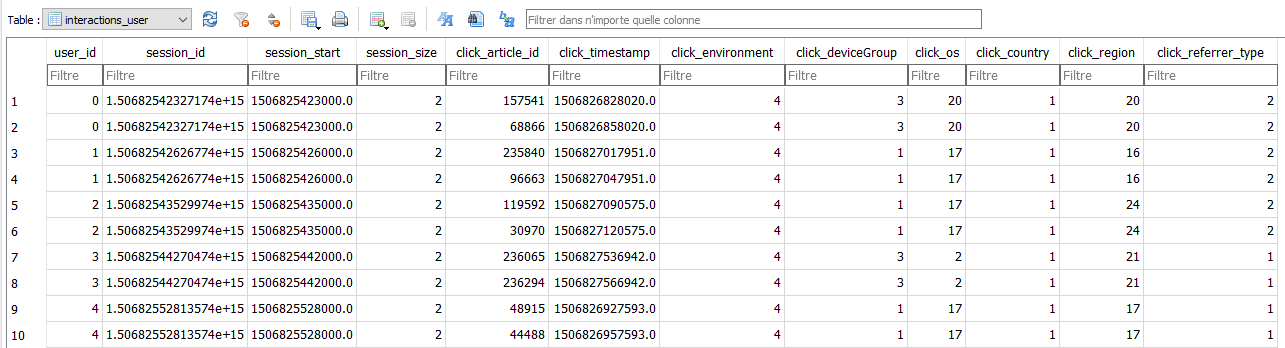 Table : interactions_user Filtrer dans n'importe quelle colonne
user_id session_id session_start session_size click_article_id click_timestamp click_environment click_deviceGroup click_os click_country click_region click_referrer_type
Filtre Filtre Filtre Filtre Filtre Filtre Filtre Filtre Filtre Filtre Filtre Filtre
1 0 1.50682542327174e+15 1506825423000.0 2 157541 1506826828020.0 4 3 20 1 20 2
2 0 1.50682542327174e+15 1506825423000.0 2 68866 1506826858020.0 4 3 20 1 20 2
3 1 1.50682542626774e+15 1506825426000.0 2 235840 1506827017951.0 4 1 17 1 16 2
4 1 1.50682542626774e+15 1506825426000.0 2 96663 1506827047951.0 4 1 17 1 16 2
5 2 1.50682543529974e+15 1506825435000.0 2 119592 1506827090575.0 4 1 17 1 24 2
6 2 1.50682543529974e+15 1506825435000.0 2 30970 1506827120575.0 4 1 17 1 24 2
7 3 1.50682544270474e+15 1506825442000.0 2 236065 1506827536942.0 4 3 2 1 21 1
8 3 1.50682544270474e+15 1506825442000.0 2 236294 1506827566942.0 4 3 2 1 21 1
9 4 1.50682552813574e+15 1506825528000.0 2 48915 1506826927593.0 4 1 17 1 17 1
10 4 1.50682552813574e+15 1506825528000.0 2 44488 1506826957593.0 4 1 17 1 17 1